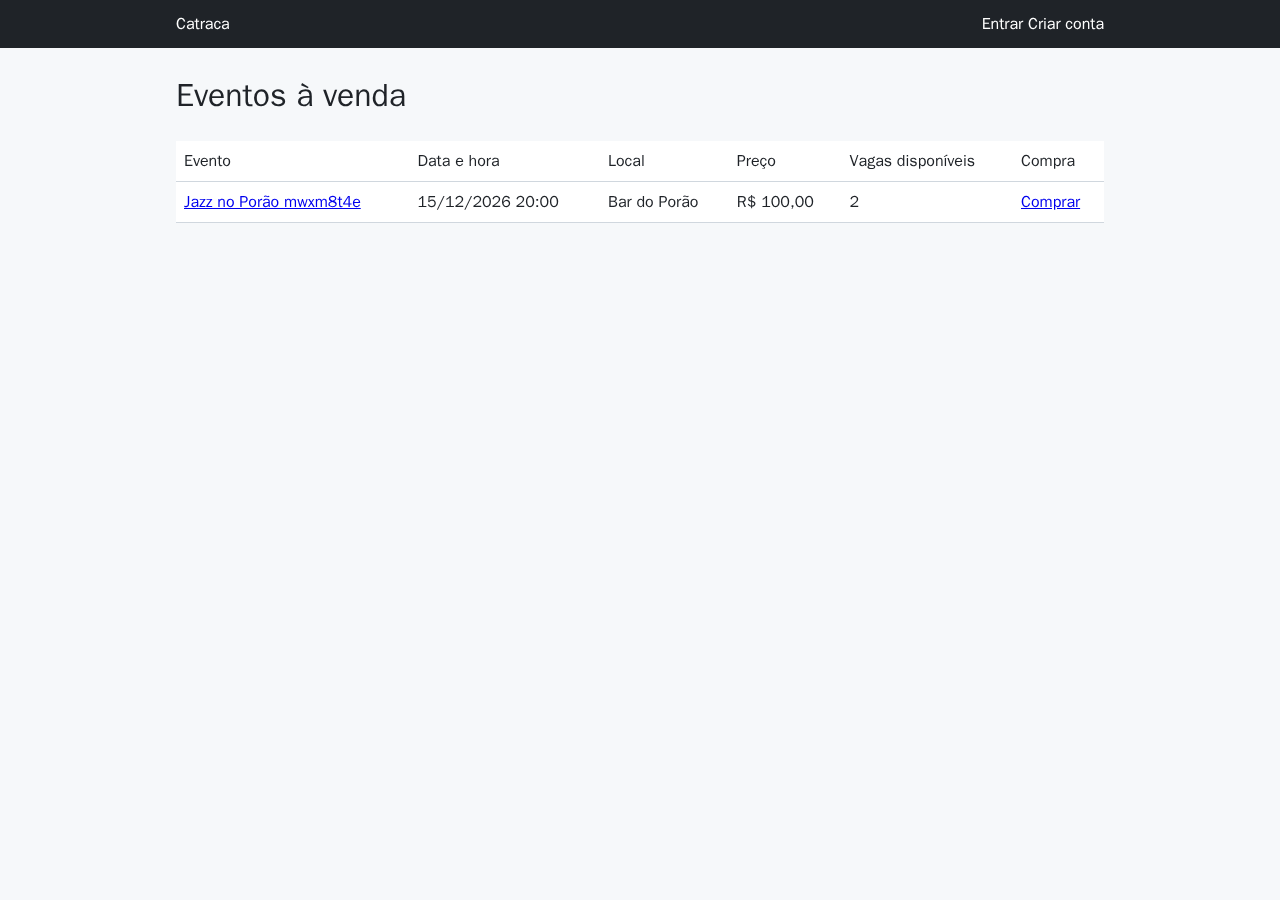 Catraca Entrar Criar conta
Eventos à venda
Evento Data e hora Local Preço Vagas disponíveis Compra
Jazz no Porão mwxm8t4e 15/12/2026 20:00 Bar do Porão R$ 100,00 2 Comprar